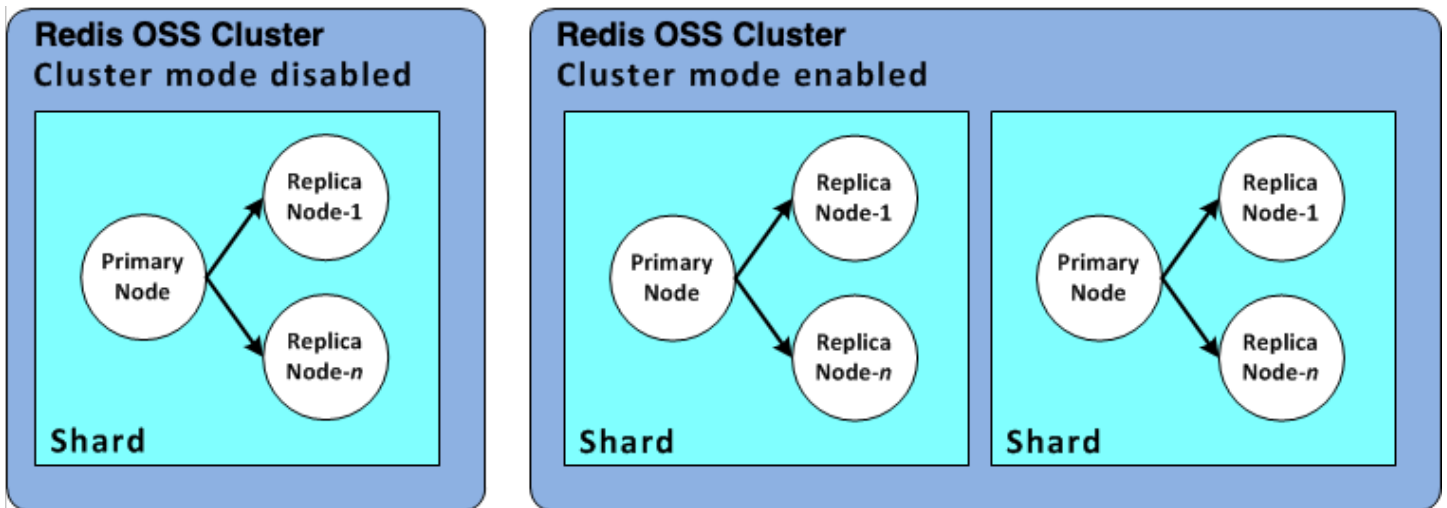 Redis OSS Cluster
Cluster mode disabled
Replica
Node-1
Primary
Node
Replica
Node-n
Shard
Redis OSS Cluster
Cluster mode enabled
Replica
Node-1
Primary
Node
Replica
Node-n
Shard
Replica
Node-1
Primary
Node
Replica
Node-n
Shard